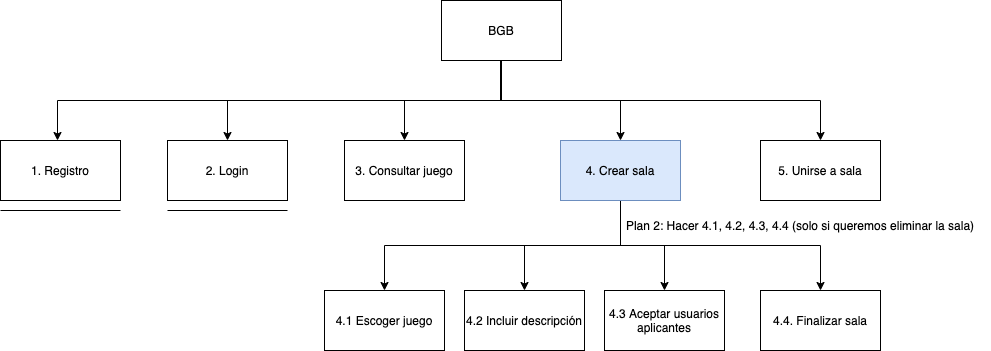 BGB
1. Registro
2. Login
3. Consultar juego
4. Crear sala
5. Unirse a sala
Plan 2: Hacer 4.1, 4.2, 4.3, 4.4 (solo si queremos eliminar la sala)
4.1 Escoger juego
4.2 Incluir descripción
4.3 Aceptar usuarios
aplicantes
4.4. Finalizar sala